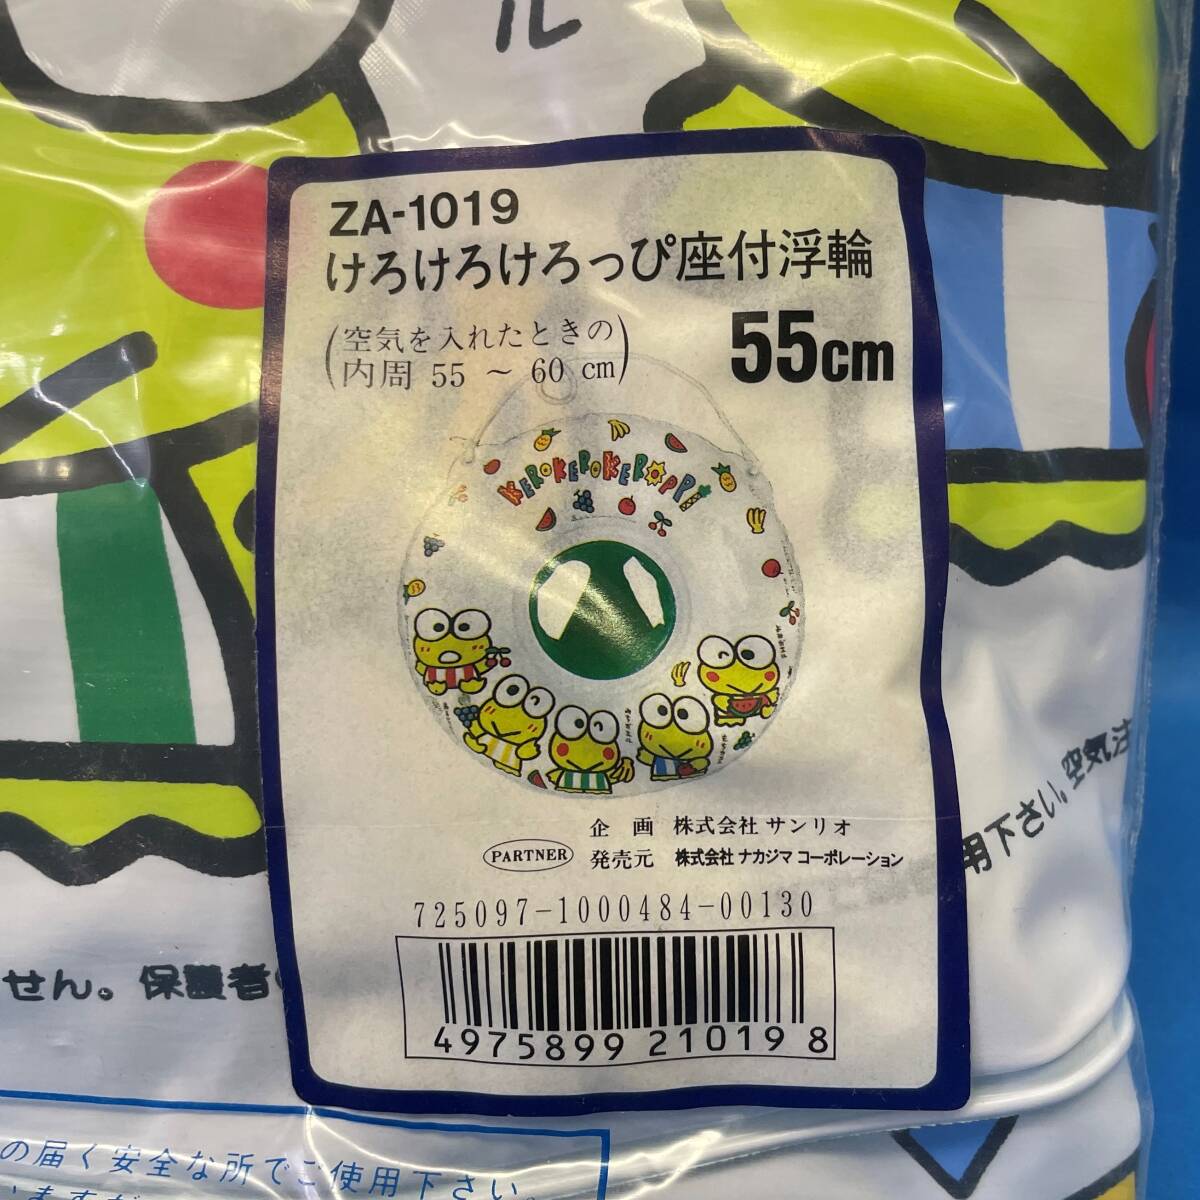 ル
ZA-1019
けろけろけろっぴ座付浮輪
(空気を入れたときの
内周 55 ～ 60 cm)
55cm
KEROKEROKEROPPI
企 画 株式会社 サンリオ
PARTNER 発売元 株式会社 ナカジマ コーポレーション
725097-1000484-00130
4975899210198
用下さい。空気注
せん。保護者
の届く安全な所でご使用下さい。